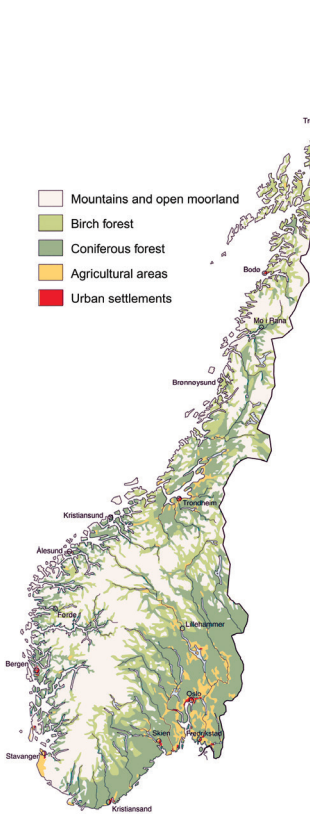 Tr
Mountains and open moorland
Birch forest
Coniferous forest
Agricultural areas
Urban settlements
Bodø
Mo i Rana
Brønnøysund
Trondheim
Kristiansund
Ålesund
Førde
Lillehammer
Bergen
Oslo
Skien
Fredrikstad
Stavanger
Kristiansand